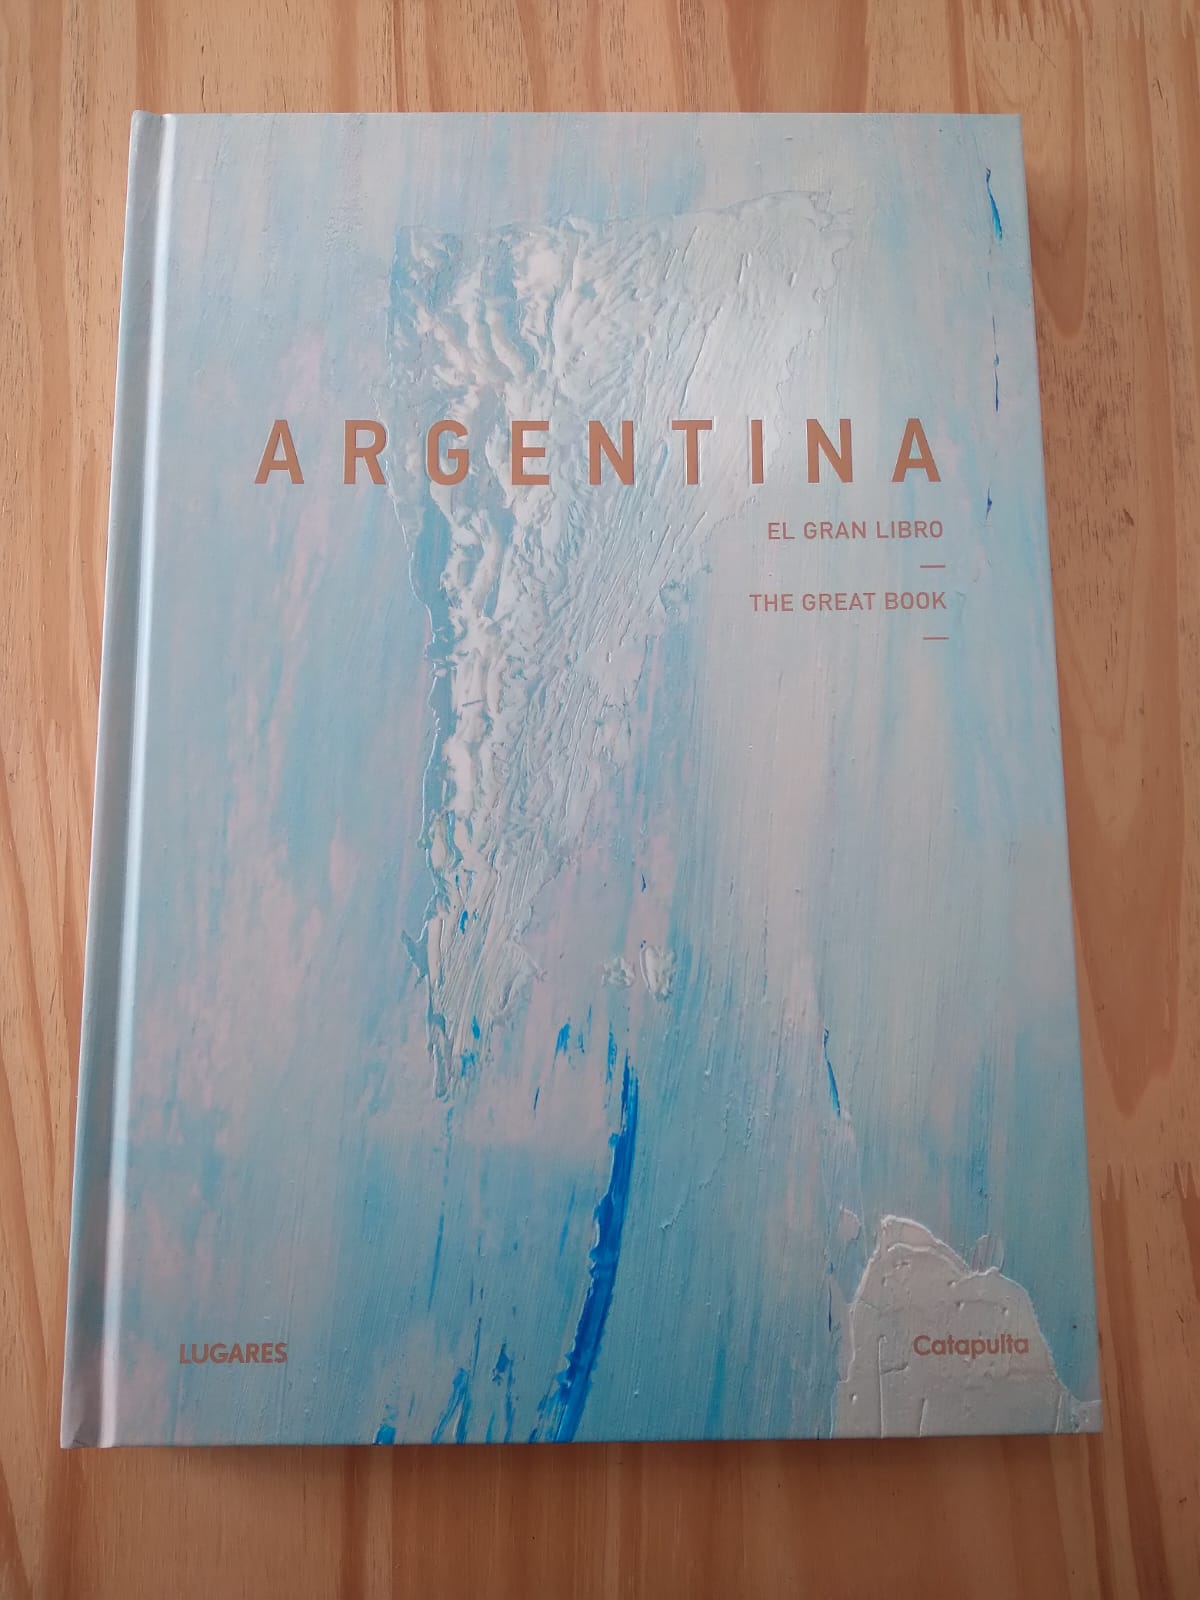 ARGENTINA
EL GRAN LIBRO
THE GREAT BOOK
LUGARES
Catapulta